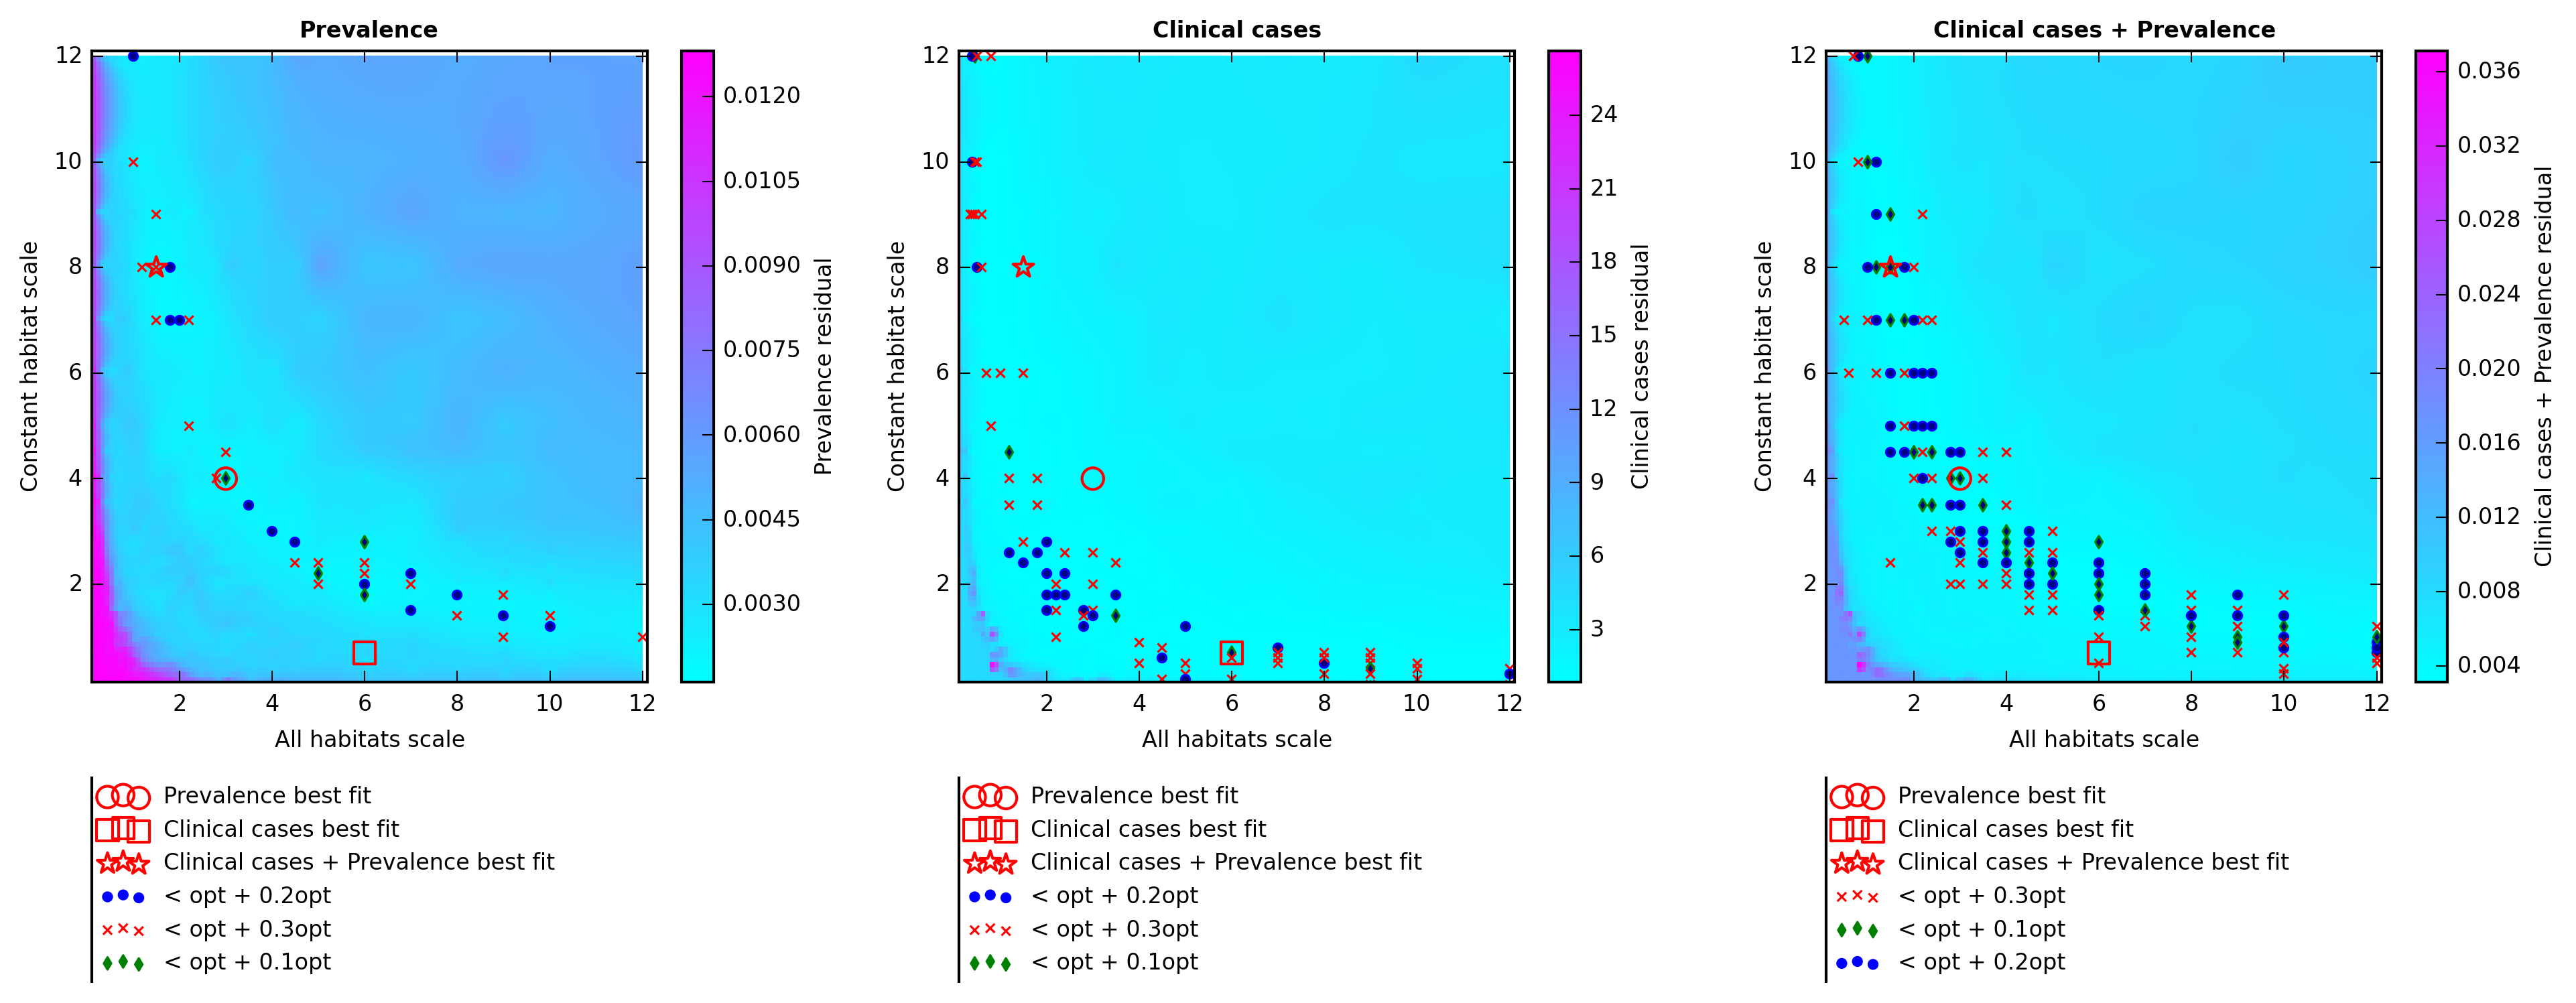 Prevalence
12
10
8
6
4
2
2 4 6 8 10 12
Constant habitat scale
All habitats scale
0.0120
0.0105
0.0090
0.0075
0.0060
0.0045
0.0030
Prevalence residual
Prevalence best fit
Clinical cases best fit
Clinical cases + Prevalence best fit
< opt + 0.2opt
< opt + 0.3opt
< opt + 0.1opt
Clinical cases
12
10
8
6
4
2
2 4 6 8 10 12
Constant habitat scale
All habitats scale
24
21
18
15
12
9
6
3
Clinical cases residual
Prevalence best fit
Clinical cases best fit
Clinical cases + Prevalence best fit
< opt + 0.2opt
< opt + 0.3opt
< opt + 0.1opt
Clinical cases + Prevalence
12
10
8
6
4
2
2 4 6 8 10 12
Constant habitat scale
All habitats scale
0.036
0.032
0.028
0.024
0.020
0.016
0.012
0.008
0.004
Clinical cases + Prevalence residual
Prevalence best fit
Clinical cases best fit
Clinical cases + Prevalence best fit
< opt + 0.3opt
< opt + 0.1opt
< opt + 0.2opt